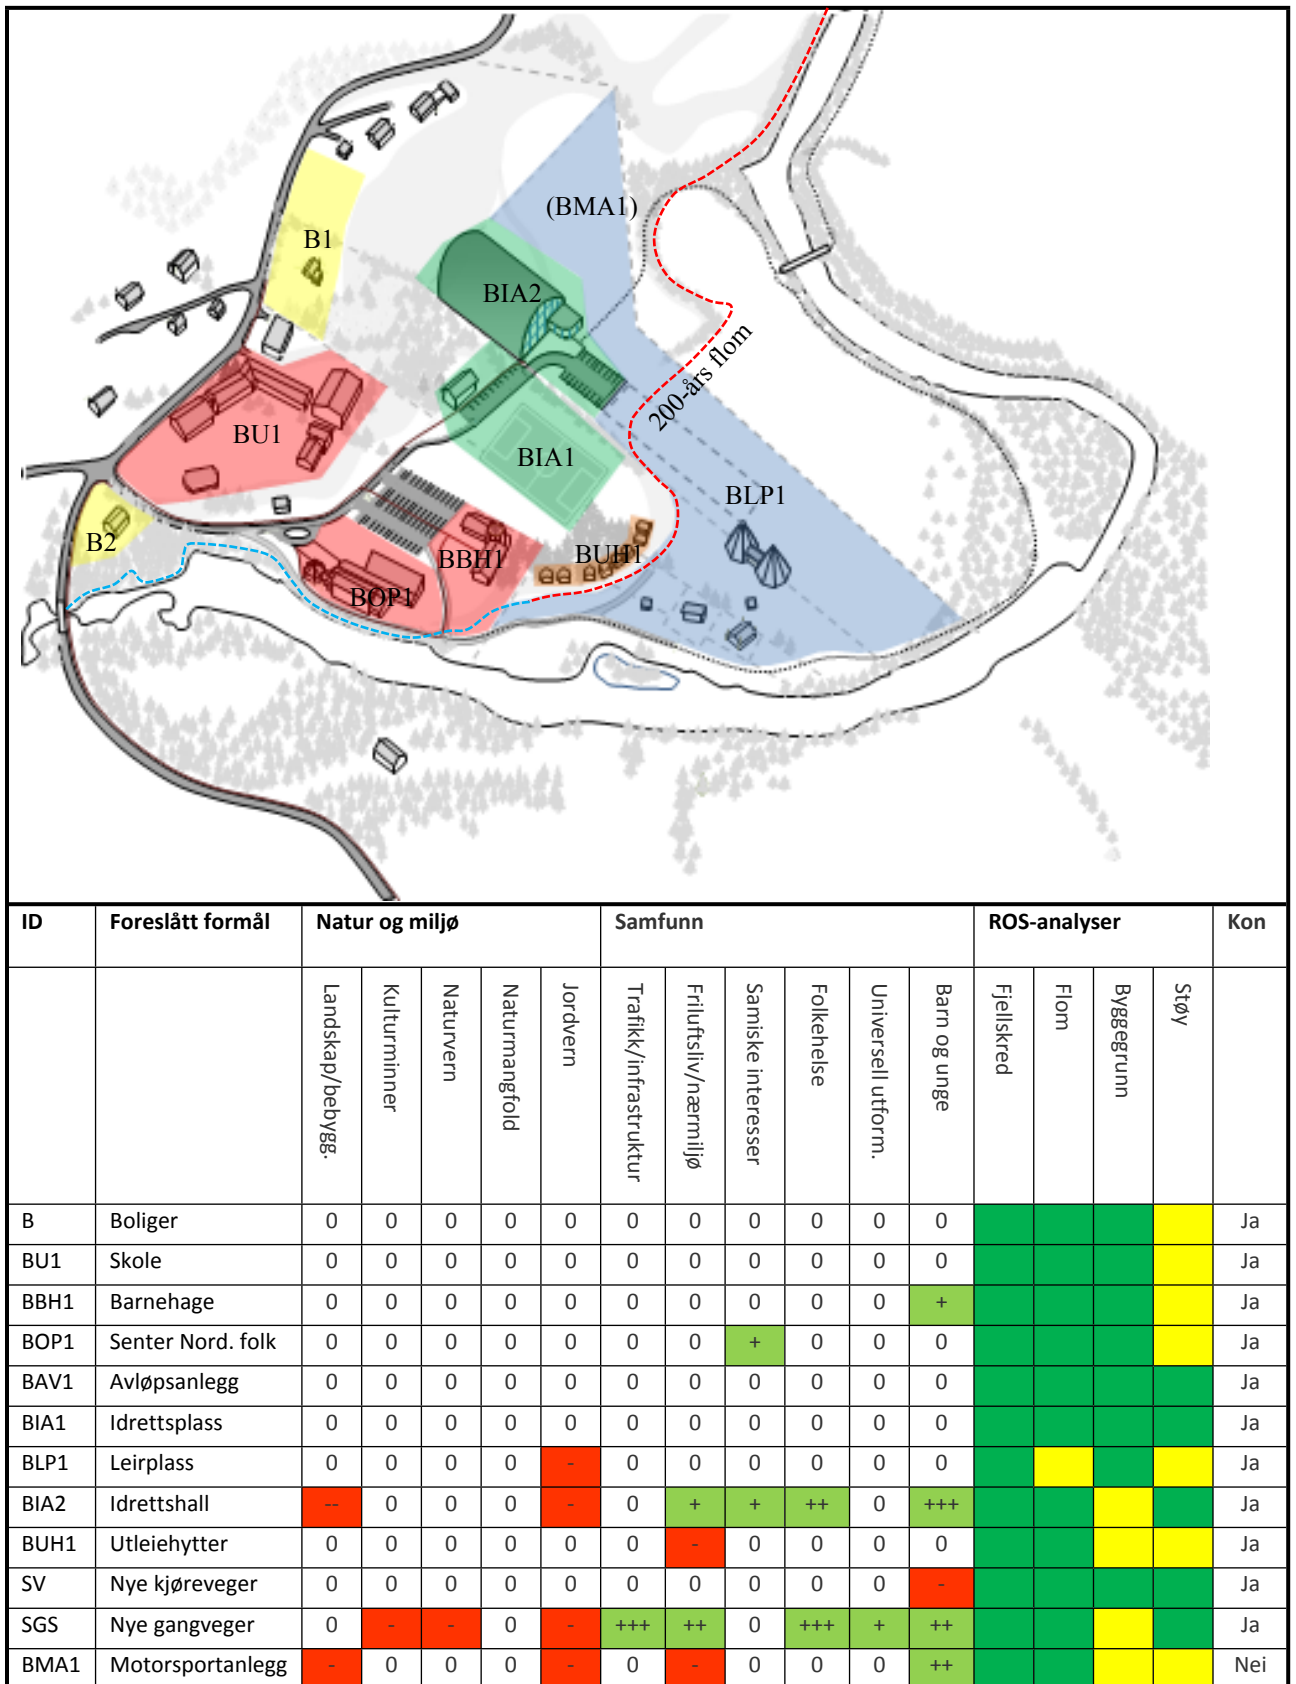 (BMA1)
B1
BIA2
200-års flom
BU1
BIA1
BLP1
B2
BBH1
BUH1
BOP1
ID Foreslått formål Natur og miljø Samfunn ROS-analyser Kon
Landskap/bebygg. Kulturminner Naturvern Naturmangfold Jordvern Trafikk/infrastruktur Friluftsliv/nærmiljø Samiske interesser Folkehelse Universell utform. Barn og unge Fjellskred Flom Byggegrunn Støy
B Boliger 0 0 0 0 0 0 0 0 0 0 0 Ja
BU1 Skole 0 0 0 0 0 0 0 0 0 0 0 Ja
BBH1 Barnehage 0 0 0 0 0 0 0 0 0 0 + Ja
BOP1 Senter Nord. folk 0 0 0 0 0 0 0 + 0 0 0 Ja
BAV1 Avløpsanlegg 0 0 0 0 0 0 0 0 0 0 0 Ja
BIA1 Idrettsplass 0 0 0 0 0 0 0 0 0 0 0 Ja
BLP1 Leirplass 0 0 0 0 - 0 0 0 0 0 0 Ja
BIA2 Idrettshall -- 0 0 0 - 0 + + ++ 0 +++ Ja
BUH1 Utleiehytter 0 0 0 0 0 0 - 0 0 0 0 Ja
SV Nye kjøreveger 0 0 0 0 0 0 0 0 0 0 - Ja
SGS Nye gangveger 0 - - 0 - +++ ++ 0 +++ + ++ Ja
BMA1 Motorsportanlegg - 0 0 0 - 0 - 0 0 0 ++ Nei